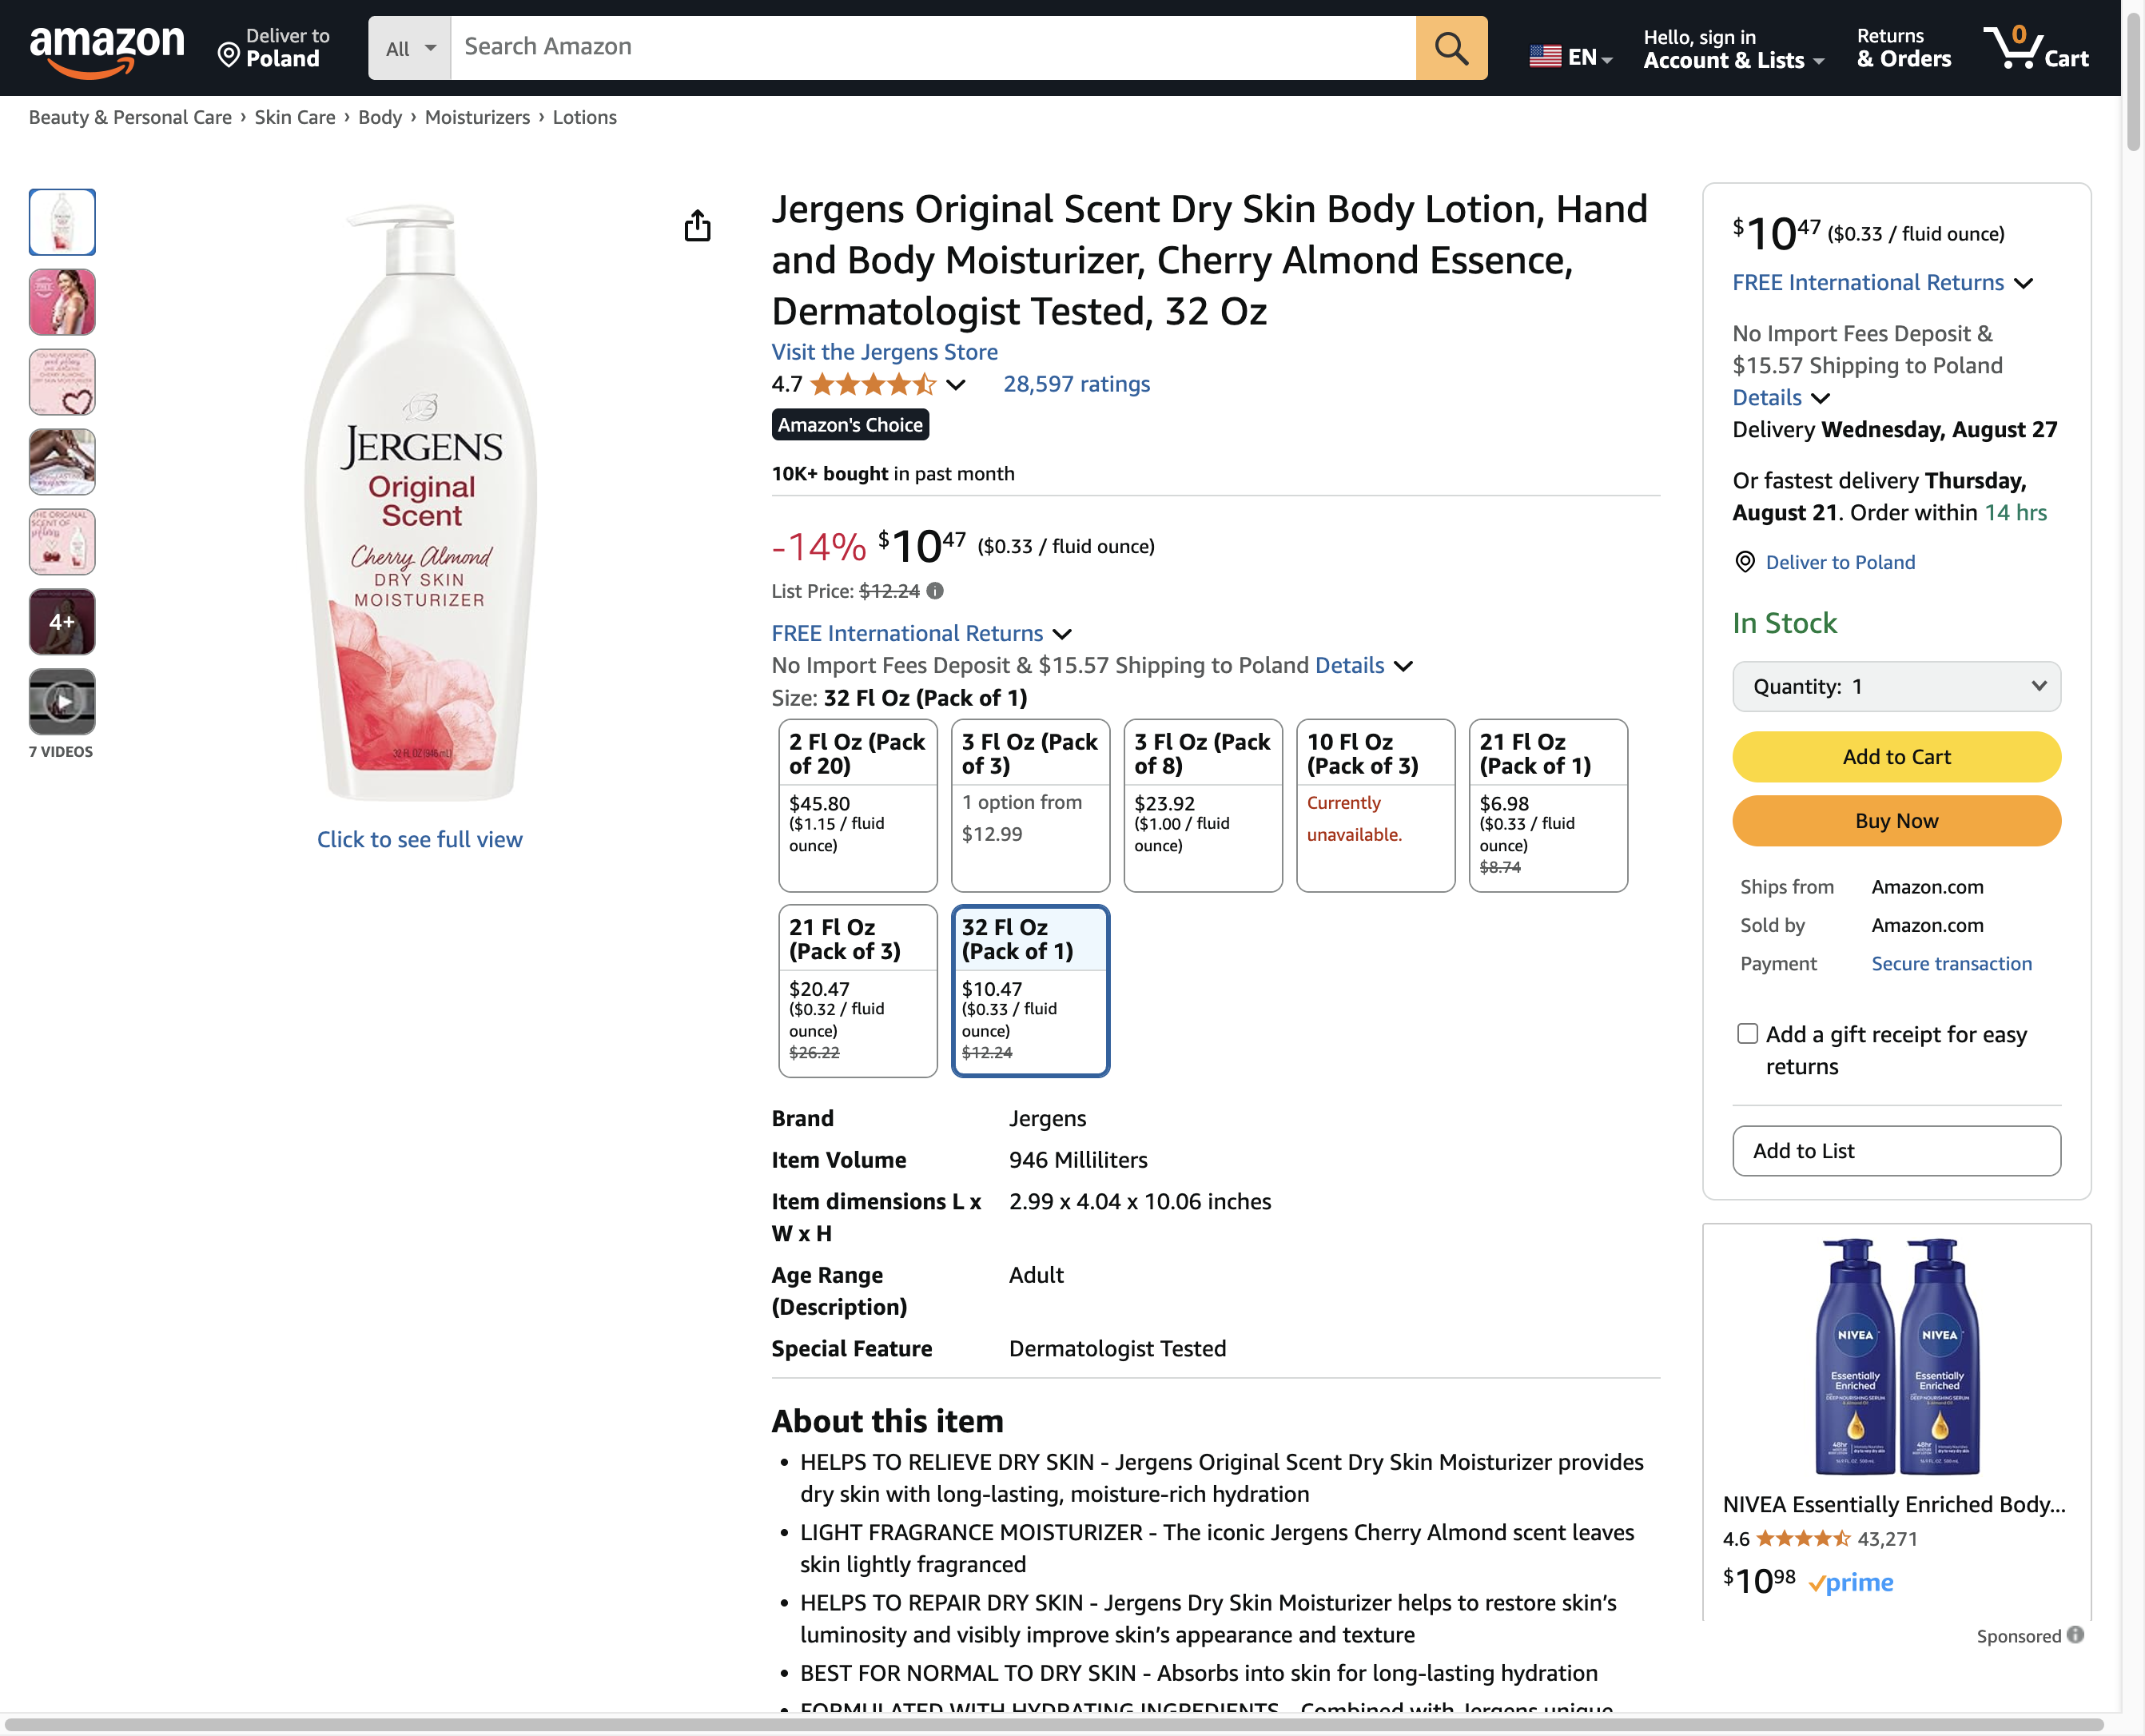 amazon
Deliver to
Poland
All
Search Amazon
EN
Hello, sign in
Account & Lists
Returns
& Orders
0
Cart
Beauty & Personal Care › Skin Care › Body › Moisturizers › Lotions
4+
7 VIDEOS
JERGENS
Original
Scent
Cherry Almond
DRY SKIN
MOISTURIZER
32 FL OZ (946 mL)
Click to see full view
Jergens Original Scent Dry Skin Body Lotion, Hand
and Body Moisturizer, Cherry Almond Essence,
Dermatologist Tested, 32 Oz
Visit the Jergens Store
4.7 28,597 ratings
Amazon's Choice
10K+ bought in past month
-14% $10 47 ($0.33 / fluid ounce)
List Price: $12.24
FREE International Returns
No Import Fees Deposit & $15.57 Shipping to Poland Details
Size: 32 Fl Oz (Pack of 1)
2 Fl Oz (Pack
of 20)
$45.80
($1.15 / fluid
ounce)
3 Fl Oz (Pack
of 3)
1 option from
$12.99
3 Fl Oz (Pack
of 8)
$23.92
($1.00 / fluid
ounce)
10 Fl Oz
(Pack of 3)
Currently
unavailable.
21 Fl Oz
(Pack of 1)
$6.98
($0.33 / fluid
ounce)
$8.74
21 Fl Oz
(Pack of 3)
$20.47
($0.32 / fluid
ounce)
$26.22
32 Fl Oz
(Pack of 1)
$10.47
($0.33 / fluid
ounce)
$12.24
Brand Jergens
Item Volume 946 Milliliters
Item dimensions L x 2.99 x 4.04 x 10.06 inches
W x H
Age Range Adult
(Description)
Special Feature Dermatologist Tested
About this item
• HELPS TO RELIEVE DRY SKIN - Jergens Original Scent Dry Skin Moisturizer provides
dry skin with long-lasting, moisture-rich hydration
• LIGHT FRAGRANCE MOISTURIZER - The iconic Jergens Cherry Almond scent leaves
skin lightly fragranced
• HELPS TO REPAIR DRY SKIN - Jergens Dry Skin Moisturizer helps to restore skin’s
luminosity and visibly improve skin’s appearance and texture
• BEST FOR NORMAL TO DRY SKIN - Absorbs into skin for long-lasting hydration
• FORMULATED WITH HYDRATING INGREDIENTS - Combined with Jergens unique
$10 47 ($0.33 / fluid ounce)
FREE International Returns
No Import Fees Deposit &
$15.57 Shipping to Poland
Details
Delivery Wednesday, August 27
Or fastest delivery Thursday,
August 21. Order within 14 hrs
Deliver to Poland
In Stock
Quantity: 1
Add to Cart
Buy Now
Ships from Amazon.com
Sold by Amazon.com
Payment Secure transaction
Add a gift receipt for easy
returns
Add to List
NIVEA NIVEA
Essentially Essentially
Enriched Enriched
NIVEA Essentially Enriched Body...
4.6 43,271
$10 98 prime
Sponsored